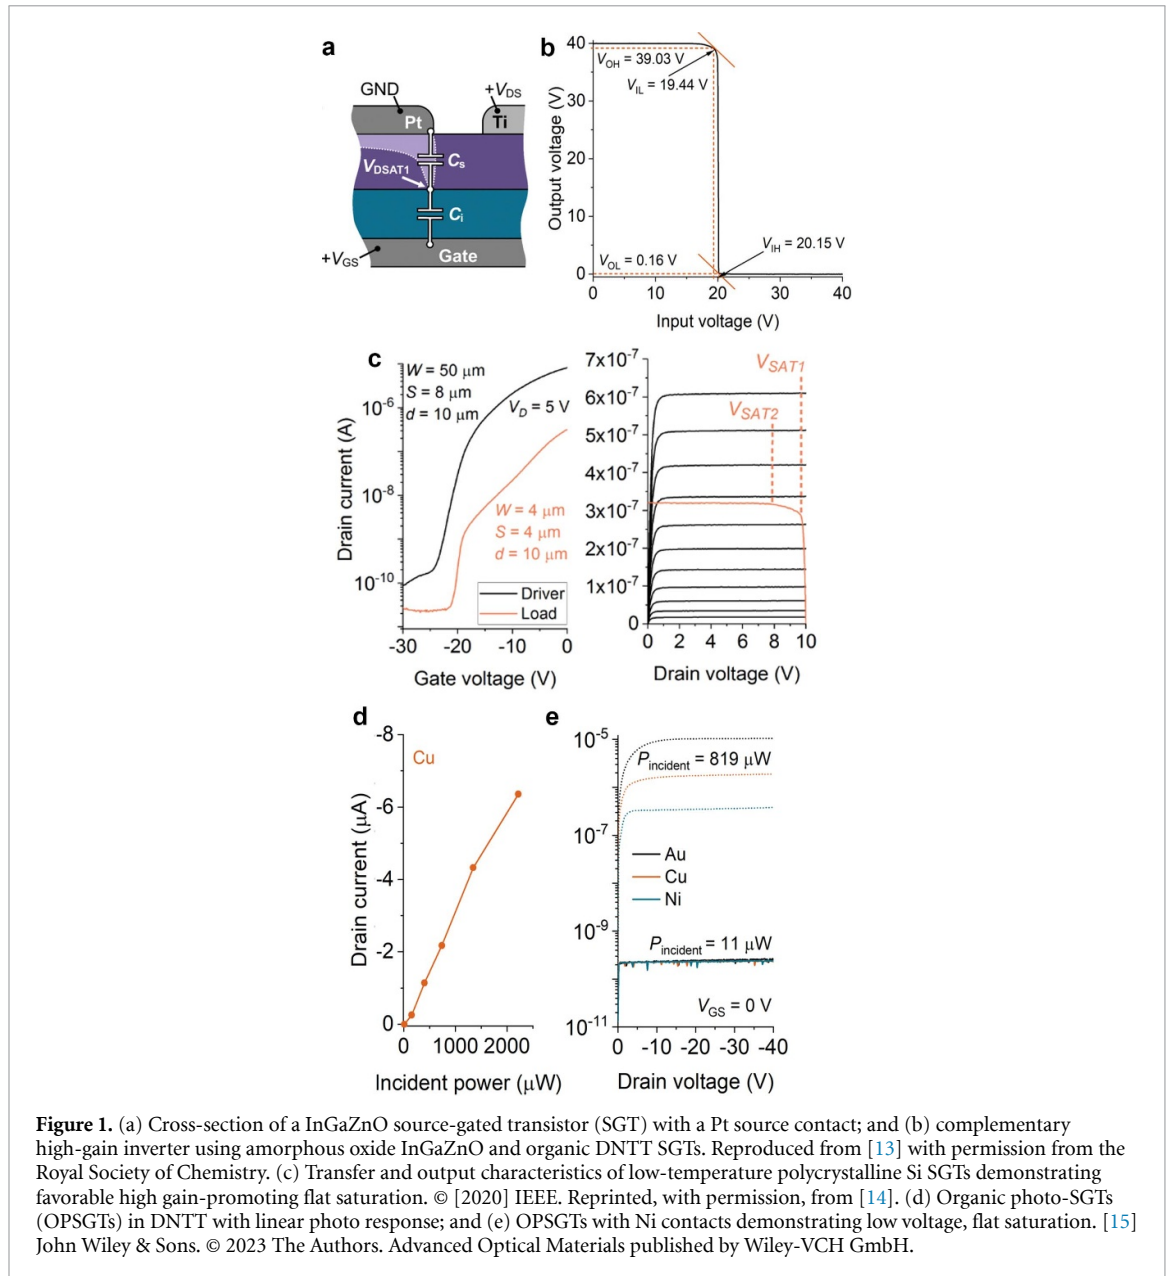 a
GND
+VDS
Pt
Ti
VDSAT1
Cs
Ci
+VGS
Gate
b
Output voltage (V)
40
30
20
10
0
VOH = 39.03 V
VIL = 19.44 V
VIH = 20.15 V
VOL = 0.16 V
0 10 20 30 40
Input voltage (V)
c
Drain current (A)
10-6
10-8
10-10
W = 50 μm
S = 8 μm
d = 10 μm
VD = 5 V
W = 4 μm
S = 4 μm
d = 10 μm
Driver
Load
-30 -20 -10 0
Gate voltage (V)
7x10-7
6x10-7
5x10-7
4x10-7
3x10-7
2x10-7
1x10-7
0
VSAT1
VSAT2
0 2 4 6 8 10
Drain voltage (V)
d
Drain current (μA)
-8
-6
-4
-2
0
Cu
0 1000 2000
Incident power (μW)
e
10-5
10-7
10-9
10-11
Pincident = 819 μW
Au
Cu
Ni
Pincident = 11 μW
VGS = 0 V
0 -10 -20 -30 -40
Drain voltage (V)
Figure 1. (a) Cross-section of a InGaZnO source-gated transistor (SGT) with a Pt source contact; and (b) complementary
high-gain inverter using amorphous oxide InGaZnO and organic DNTT SGTs. Reproduced from [13] with permission from the
Royal Society of Chemistry. (c) Transfer and output characteristics of low-temperature polycrystalline Si SGTs demonstrating
favorable high gain-promoting flat saturation. © [2020] IEEE. Reprinted, with permission, from [14]. (d) Organic photo-SGTs
(OPSGTs) in DNTT with linear photo response; and (e) OPSGTs with Ni contacts demonstrating low voltage, flat saturation. [15]
John Wiley & Sons. © 2023 The Authors. Advanced Optical Materials published by Wiley-VCH GmbH.